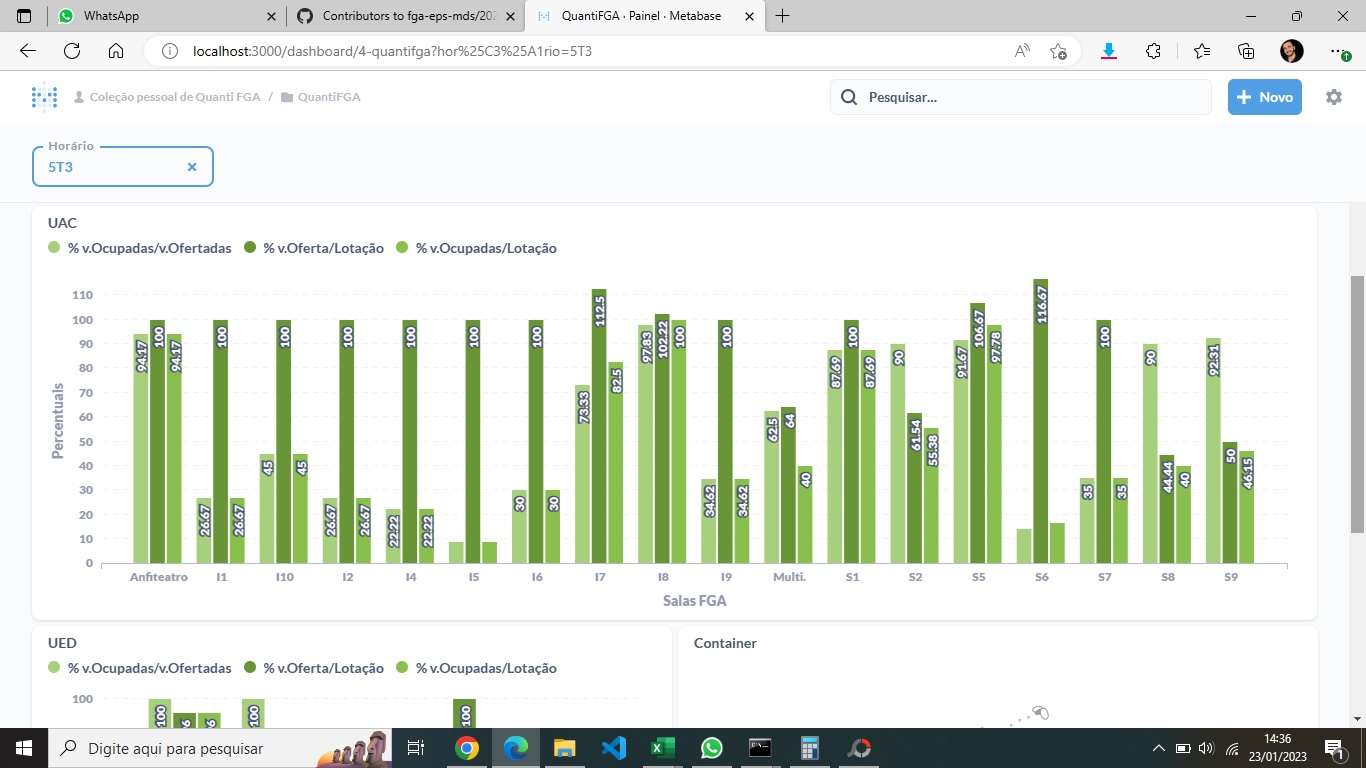 WhatsApp
Contributors to fga-eps-mds/202
QuantiFGA · Painel · Metabase
localhost:3000/dashboard/4-quantifga?hor%25C3%25A1rio=5T3
Coleção pessoal de Quanti FGA / QuantiFGA
Pesquisar...
Novo
Horário
5T3
UAC
% v.Ocupadas/v.Ofertadas % v.Oferta/Lotação % v.Ocupadas/Lotação
Percentuais
110
100
90
80
70
60
50
40
30
20
10
0
94.17 100 94.17
26.67 100 26.67
45 100 45
26.67 100 26.67
22.22 100 22.22
100
30 100 30
73.33 112.5 82.5
97.83 102.22 100
34.62 100 34.62
62.5 64 40
87.69 100 87.69
90 61.54 55.38
91.67 106.67 97.78
116.67
35 100 35
90 44.44 40
92.31 50 46.15
Anfiteatro I1 I10 I2 I4 I5 I6 I7 I8 I9 Multi. S1 S2 S5 S6 S7 S8 S9
Salas FGA
UED
% v.Ocupadas/v.Ofertadas % v.Oferta/Lotação % v.Ocupadas/Lotação
100
100 100 100
Container
Digite aqui para pesquisar
14:36
23/01/2023
1